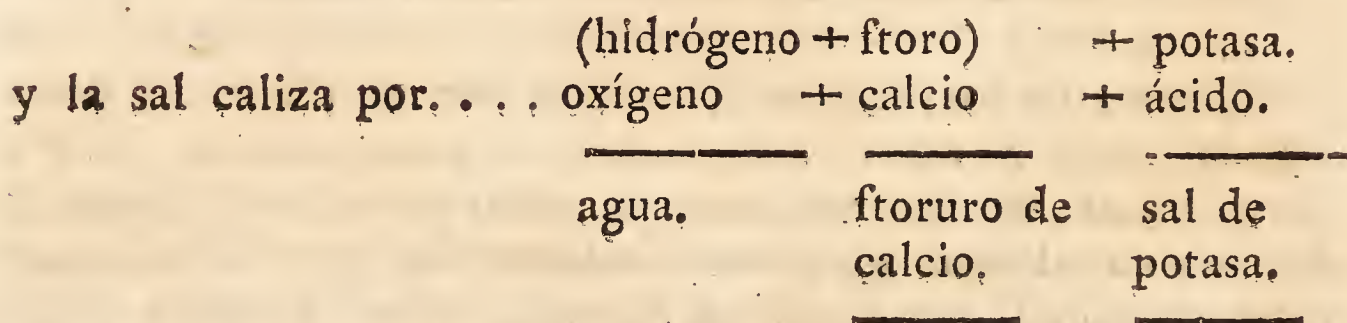 (hidrógeno + ftoro) + potasa.
y la sal caliza por. . . . oxígeno + calcio + ácido.
agua. ftoruro de sal de
calcio. potasa.